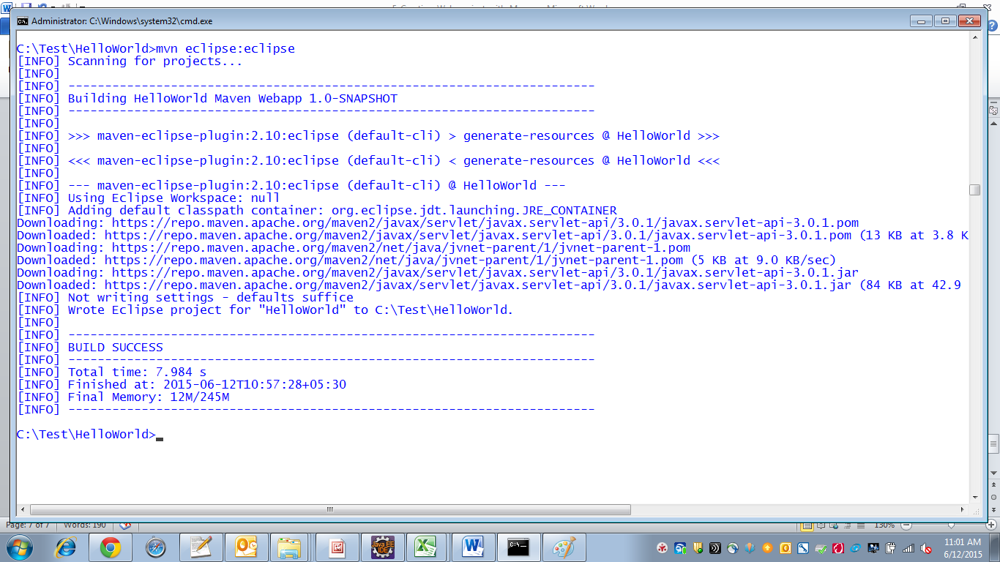 Administrator: C:\Windows\system32\cmd.exe
C:\Test\HelloWorld>mvn eclipse:eclipse
[INFO] Scanning for projects...
[INFO]
[INFO] ------------------------------------------------------------------------
[INFO] Building HelloWorld Maven Webapp 1.0-SNAPSHOT
[INFO] ------------------------------------------------------------------------
[INFO]
[INFO] >>> maven-eclipse-plugin:2.10:eclipse (default-cli) > generate-resources @ HelloWorld >>>
[INFO]
[INFO] <<< maven-eclipse-plugin:2.10:eclipse (default-cli) < generate-resources @ HelloWorld <<<
[INFO]
[INFO] --- maven-eclipse-plugin:2.10:eclipse (default-cli) @ HelloWorld ---
[INFO] Using Eclipse Workspace: null
[INFO] Adding default classpath container: org.eclipse.jdt.launching.JRE_CONTAINER
Downloading: https://repo.maven.apache.org/maven2/javax/servlet/javax.servlet-api/3.0.1/javax.servlet-api-3.0.1.pom
Downloaded: https://repo.maven.apache.org/maven2/javax/servlet/javax.servlet-api/3.0.1/javax.servlet-api-3.0.1.pom (13 KB at 3.8 K
Downloading: https://repo.maven.apache.org/maven2/net/java/jvnet-parent/1/jvnet-parent-1.pom
Downloaded: https://repo.maven.apache.org/maven2/net/java/jvnet-parent/1/jvnet-parent-1.pom (5 KB at 9.0 KB/sec)
Downloading: https://repo.maven.apache.org/maven2/javax/servlet/javax.servlet-api/3.0.1/javax.servlet-api-3.0.1.jar
Downloaded: https://repo.maven.apache.org/maven2/javax/servlet/javax.servlet-api/3.0.1/javax.servlet-api-3.0.1.jar (84 KB at 42.9
[INFO] Not writing settings - defaults suffice
[INFO] Wrote Eclipse project for "HelloWorld" to C:\Test\HelloWorld.
[INFO]
[INFO] ------------------------------------------------------------------------
[INFO] BUILD SUCCESS
[INFO] ------------------------------------------------------------------------
[INFO] Total time: 7.984 s
[INFO] Finished at: 2015-06-12T10:57:28+05:30
[INFO] Final Memory: 12M/245M
[INFO] ------------------------------------------------------------------------
C:\Test\HelloWorld>
Page: 7 of 7 Words: 190 130%
Java EE IDE
11:01 AM
6/12/2015